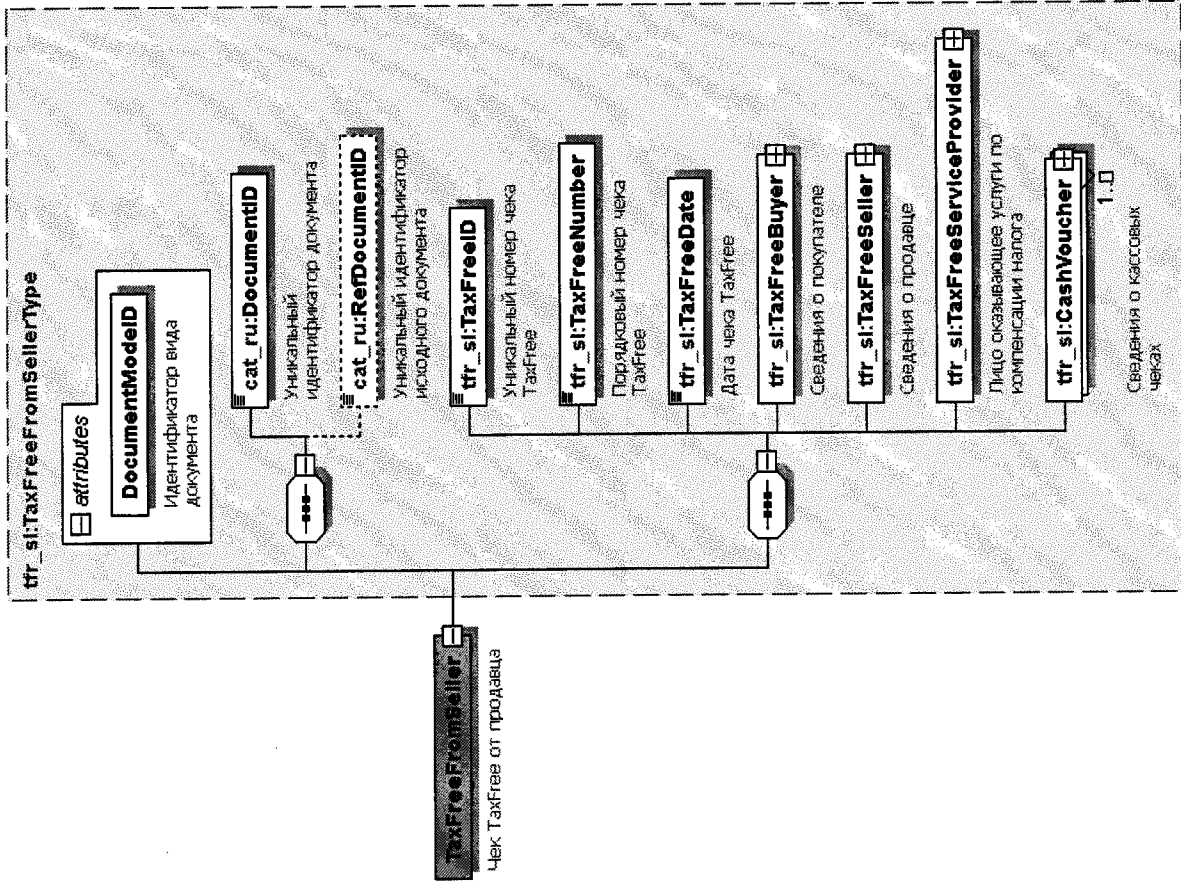 tfr_sl:TaxFreeFromSellerType
attributes
DocumentModeID
Идентификатор вида
документа
cat_ru:DocumentID
Уникальный
идентификатор документа
cat_ru:RefDocumentID
Уникальный идентификатор
исходного документа
TaxFreeFromSeller
Чек TaxFree от продавца
tfr_sl:TaxFreeID
Уникальный номер чека
TaxFree
tfr_sl:TaxFreeNumber
Порядковый номер чека
TaxFree
tfr_sl:TaxFreeDate
Дата чека TaxFree
tfr_sl:TaxFreeBuyer
Сведения о покупателе
tfr_sl:TaxFreeSeller
Сведения о продавце
tfr_sl:TaxFreeServiceProvider
Лицо оказывающее услуги по
компенсации налога
tfr_sl:CashVoucher
1..□
Сведения о кассовых
чеках